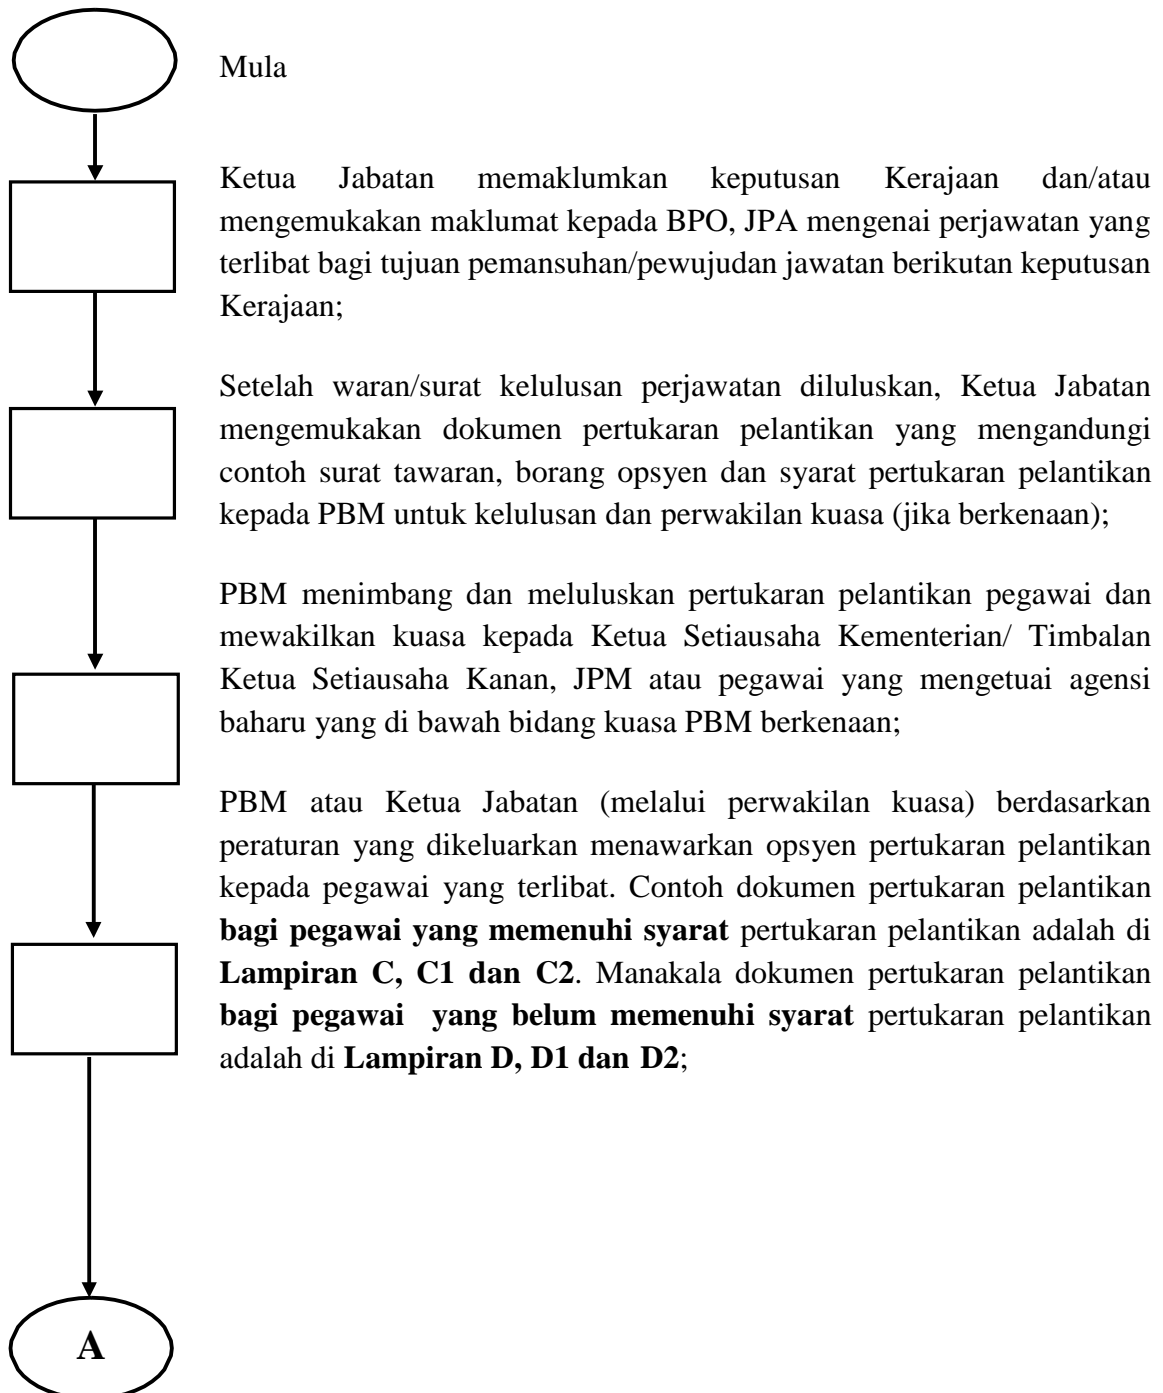 Mula
Ketua Jabatan memaklumkan keputusan Kerajaan dan/atau
mengemukakan maklumat kepada BPO, JPA mengenai perjawatan yang
terlibat bagi tujuan pemansuhan/pewujudan jawatan berikutan keputusan
Kerajaan;
Setelah waran/surat kelulusan perjawatan diluluskan, Ketua Jabatan
mengemukakan dokumen pertukaran pelantikan yang mengandungi
contoh surat tawaran, borang opsyen dan syarat pertukaran pelantikan
kepada PBM untuk kelulusan dan perwakilan kuasa (jika berkenaan);
PBM menimbang dan meluluskan pertukaran pelantikan pegawai dan
mewakilkan kuasa kepada Ketua Setiausaha Kementerian/ Timbalan
Ketua Setiausaha Kanan, JPM atau pegawai yang mengetuai agensi
baharu yang di bawah bidang kuasa PBM berkenaan;
PBM atau Ketua Jabatan (melalui perwakilan kuasa) berdasarkan
peraturan yang dikeluarkan menawarkan opsyen pertukaran pelantikan
kepada pegawai yang terlibat. Contoh dokumen pertukaran pelantikan
bagi pegawai yang memenuhi syarat pertukaran pelantikan adalah di
Lampiran C, C1 dan C2. Manakala dokumen pertukaran pelantikan
bagi pegawai yang belum memenuhi syarat pertukaran pelantikan
adalah di Lampiran D, D1 dan D2;
A